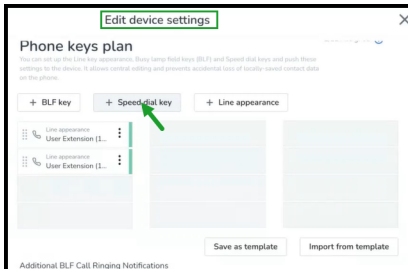 Edit device settings
Phone keys plan
You can set up the Line key appearance, Busy lamp field keys (BLF) and Speed dial keys and push those
settings to the device. It allows central editing and prevents accidental loss of locally-saved contact data
on the phone.
+ BLF key
+ Speed dial key
+ Line appearance
Line appearance
User Extension (1...
Line appearance
User Extension (1...
Save as template
Import from template
Additional BLF Call Ringing Notifications